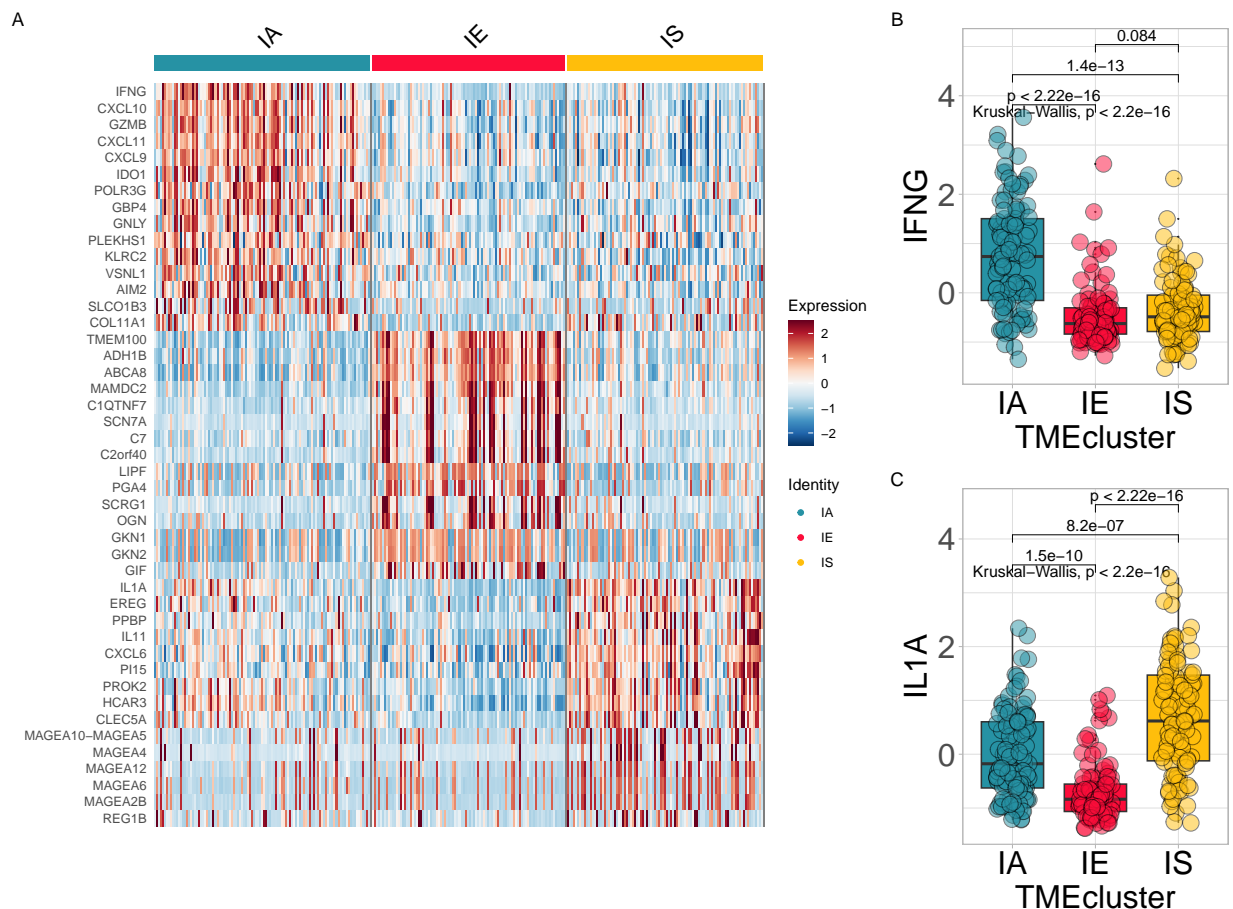 A
IA
IE
IS
IFNG
CXCL10
GZMB
CXCL11
CXCL9
IDO1
POLR3G
GBP4
GNLY
PLEKHS1
KLRC2
VSNL1
AIM2
SLCO1B3
COL11A1
TMEM100
ADH1B
ABCA8
MAMDC2
C1QTNF7
SCN7A
C7
C2orf40
LIPF
PGA4
SCRG1
OGN
GKN1
GKN2
GIF
IL1A
EREG
PPBP
IL11
CXCL6
PI15
PROK2
HCAR3
CLEC5A
MAGEA10−MAGEA5
MAGEA4
MAGEA12
MAGEA6
MAGEA2B
REG1B
Expression
2
1
0
−1
−2
Identity
IA
IE
IS
B
0.084
1.4e−13
p < 2.22e−16
Kruskal−Wallis, p < 2.2e−16
4
2
0
IFNG
IA IE IS
TMEcluster
C
p < 2.22e−16
8.2e−07
1.5e−10
Kruskal−Wallis, p < 2.2e−16
4
2
0
IL1A
IA IE IS
TMEcluster